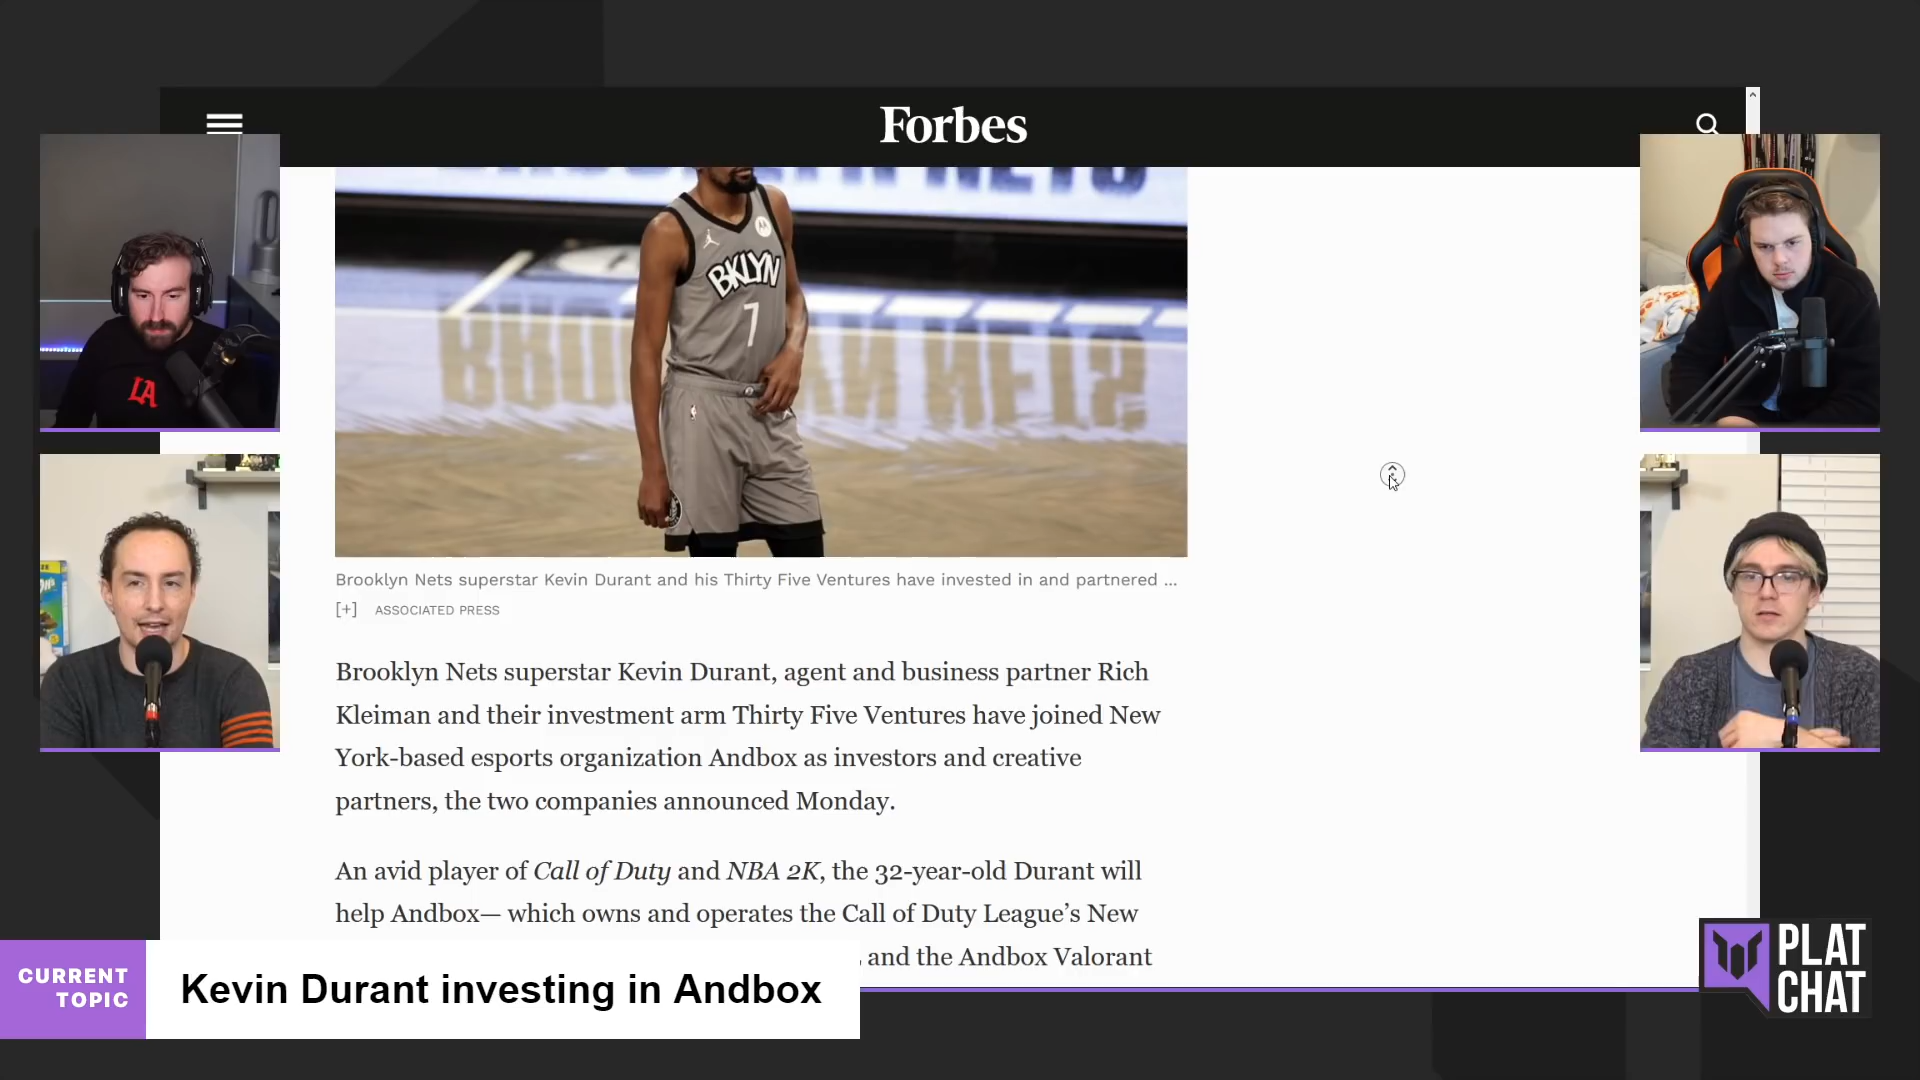 Forbes
BKLYN
7
LA
Brooklyn Nets superstar Kevin Durant and his Thirty Five Ventures have invested in and partnered ...
[+] ASSOCIATED PRESS
Brooklyn Nets superstar Kevin Durant, agent and business partner Rich
Kleiman and their investment arm Thirty Five Ventures have joined New
York-based esports organization Andbox as investors and creative
partners, the two companies announced Monday.
An avid player of Call of Duty and NBA 2K, the 32-year-old Durant will
help Andbox— which owns and operates the Call of Duty League’s New
and the Andbox Valorant
CURRENT
TOPIC
Kevin Durant investing in Andbox
PLAT
CHAT